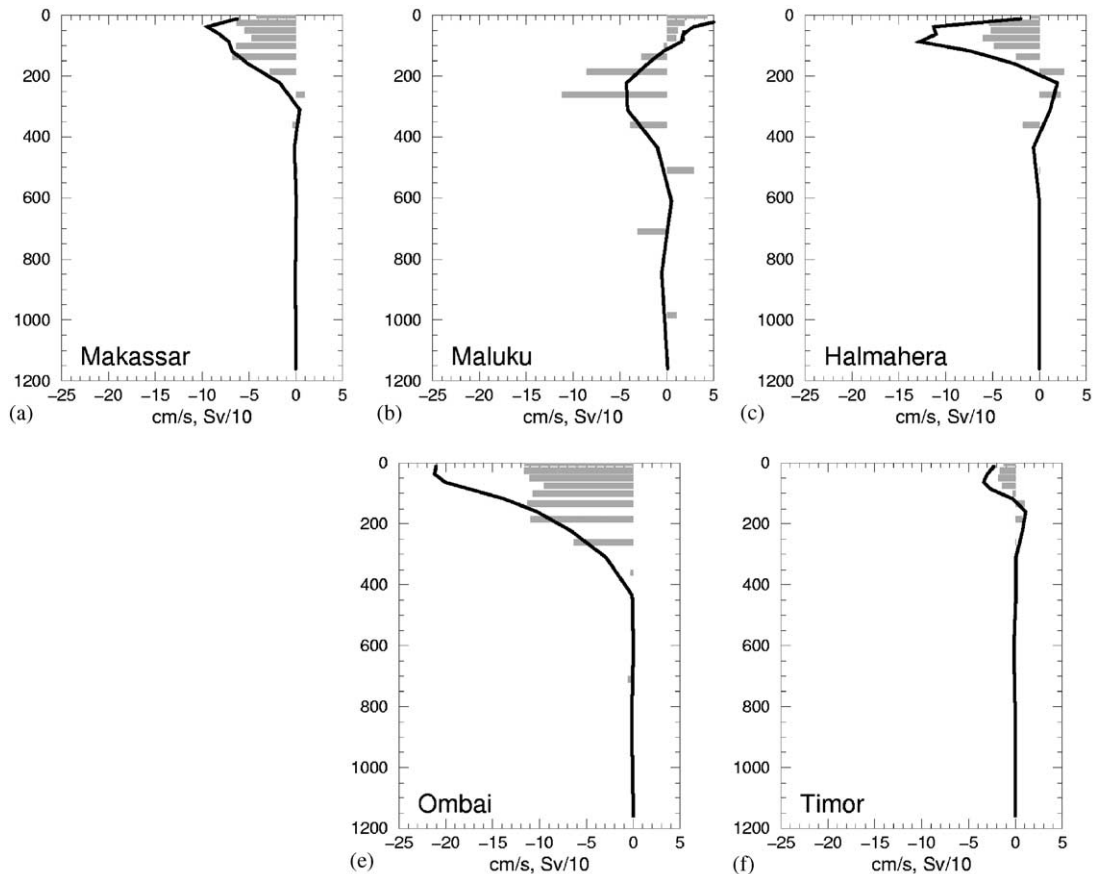 0 0 0
200 200 200
400 400 400
600 600 600
800 800 800
1000 1000 1000
Makassar Maluku Halmahera
1200 1200 1200
−25 −20 −15 −10 −5 0 5 −25 −20 −15 −10 −5 0 5 −25 −20 −15 −10 −5 0 5
(a) cm/s, Sv/10 (b) cm/s, Sv/10 (c) cm/s, Sv/10
0 0
200 200
400 400
600 600
800 800
1000 1000
Ombai Timor
1200 1200
−25 −20 −15 −10 −5 0 5 −25 −20 −15 −10 −5 0 5
(e) cm/s, Sv/10 (f) cm/s, Sv/10